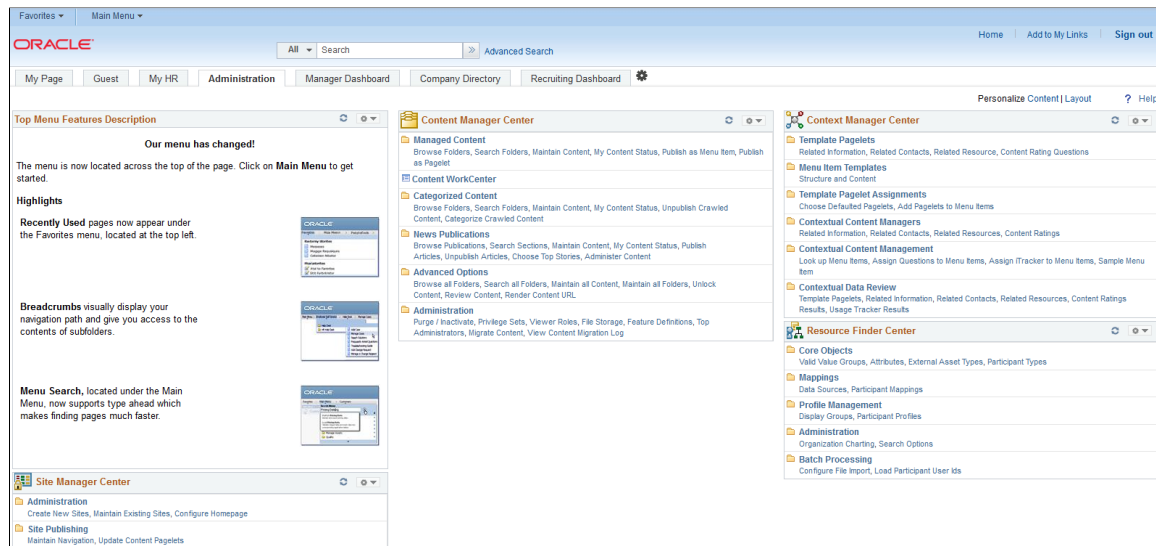 Favorites Main Menu
ORACLE
All Search Advanced Search
Home Add to My Links Sign out
My Page Guest My HR Administration Manager Dashboard Company Directory Recruiting Dashboard
Personalize Content | Layout ? Help
Top Menu Features Description
Our menu has changed!
The menu is now located across the top of the page. Click on Main Menu to get
started.
Highlights
Recently Used pages now appear under
the Favorites menu, located at the top left.
ORACLE
Breadcrumbs visually display your
navigation path and give you access to the
contents of subfolders.
ORACLE
Menu Search, located under the Main
Menu, now supports type ahead which
makes finding pages much faster.
ORACLE
Site Manager Center
Administration
Create New Sites, Maintain Existing Sites, Configure Homepage
Site Publishing
Maintain Navigation, Update Content Pagelets
Content Manager Center
Managed Content
Browse Folders, Search Folders, Maintain Content, My Content Status, Publish as Menu Item, Publish
as Pagelet
Content WorkCenter
Categorized Content
Browse Folders, Search Folders, Maintain Content, My Content Status, Unpublish Crawled
Content, Categorize Crawled Content
News Publications
Browse Publications, Search Sections, Maintain Content, My Content Status, Publish
Articles, Unpublish Articles, Choose Top Stories, Administer Content
Advanced Options
Browse all Folders, Search all Folders, Maintain all Content, Maintain all Folders, Unlock
Content, Review Content, Render Content URL
Administration
Purge / Inactivate, Privilege Sets, Viewer Roles, File Storage, Feature Definitions, Top
Administrators, Migrate Content, View Content Migration Log
Context Manager Center
Template Pagelets
Related Information, Related Contacts, Related Resource, Content Rating Questions
Menu Item Templates
Structure and Content
Template Pagelet Assignments
Choose Defaulted Pagelets, Add Pagelets to Menu Items
Contextual Content Managers
Related Information, Related Contacts, Related Resources, Content Ratings
Contextual Content Management
Look up Menu Items, Assign Questions to Menu Items, Assign iTracker to Menu Items, Sample Menu
Item
Contextual Data Review
Template Pagelets, Related Information, Related Contacts, Related Resources, Content Ratings
Results, Usage Tracker Results
Resource Finder Center
Core Objects
Valid Value Groups, Attributes, External Asset Types, Participant Types
Mappings
Data Sources, Participant Mappings
Profile Management
Display Groups, Participant Profiles
Administration
Organization Charting, Search Options
Batch Processing
Configure File Import, Load Participant User Ids